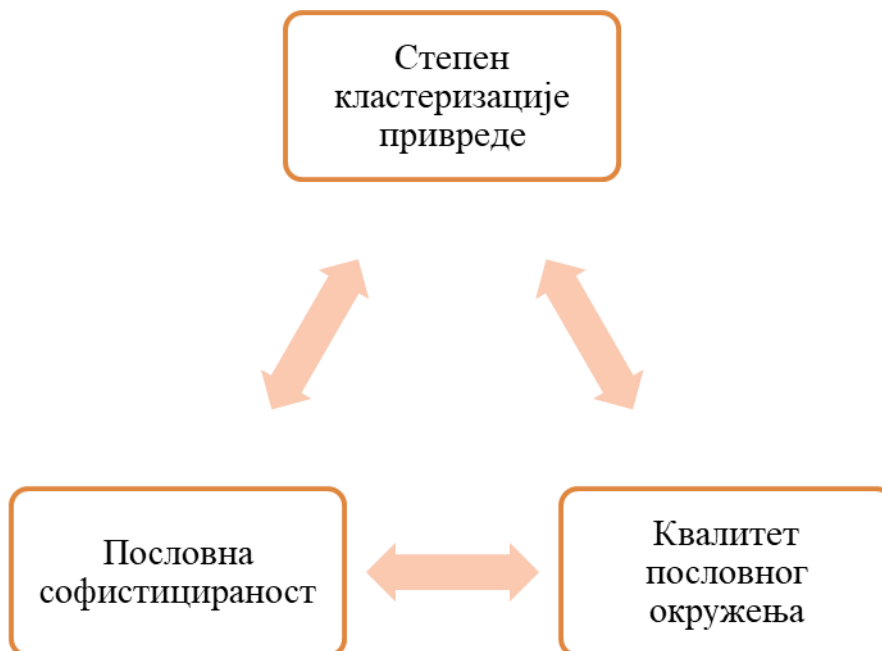 Степен
кластеризације
привреде
Пословна
софистицираност
Квалитет
пословног
окружења